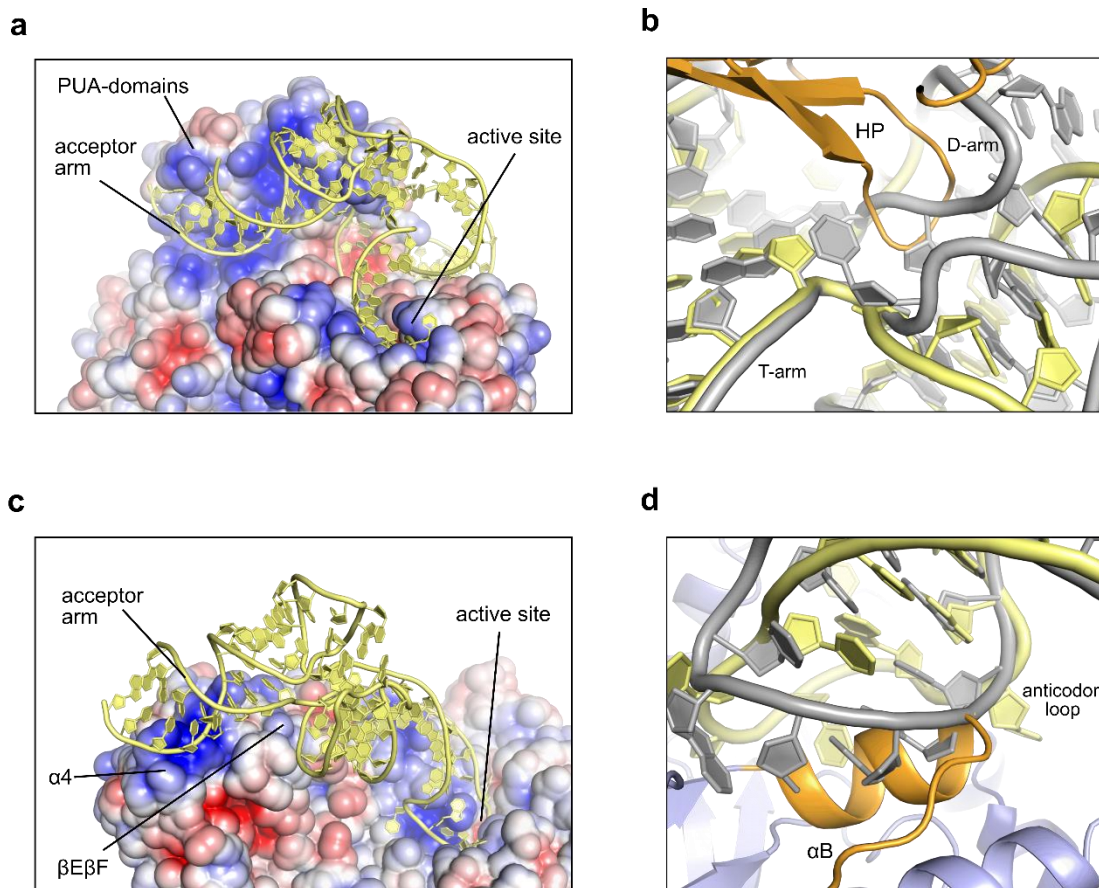 a
PUA-domains
acceptor
arm
active site
b
HP
D-arm
T-arm
c
acceptor
arm
active site
α4
βEβF
d
anticodon
loop
αB